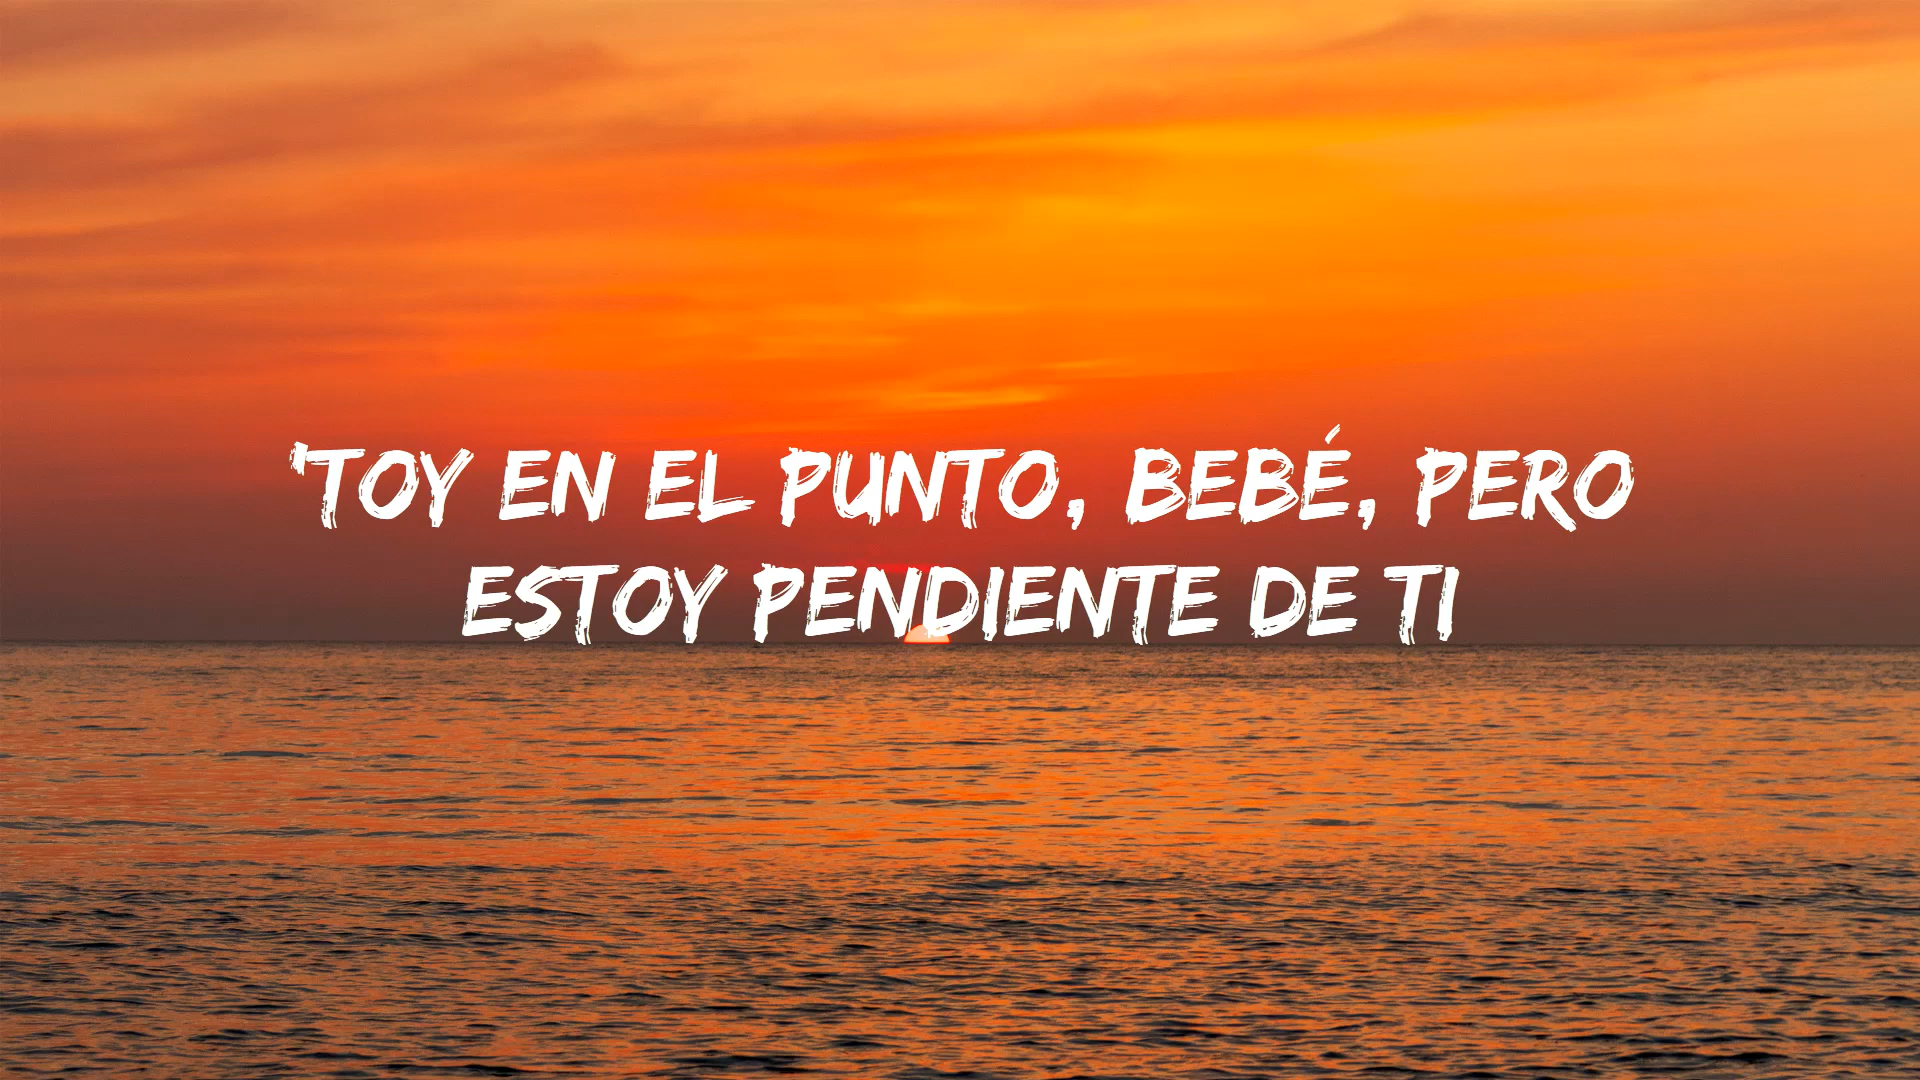 'TOY EN EL PUNTO, BEBÉ, PERO
ESTOY PENDIENTE DE TI